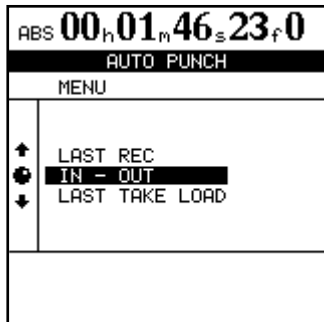 ABS 00h01m46s23f0
AUTO PUNCH
MENU
LAST REC
IN - OUT
LAST TAKE LOAD